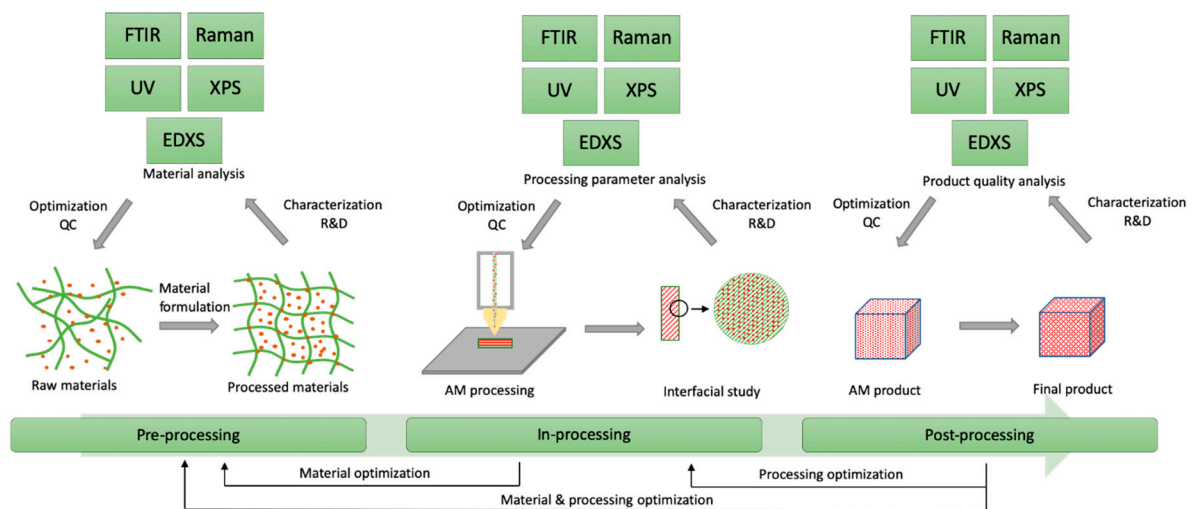 FTIR
Raman
UV
XPS
EDXS
Material analysis
Optimization
QC
Characterization
R&D
Material
formulation
Raw materials
Processed materials
FTIR
Raman
UV
XPS
EDXS
Processing parameter analysis
Optimization
QC
Characterization
R&D
AM processing
Interfacial study
FTIR
Raman
UV
XPS
EDXS
Product quality analysis
Optimization
QC
Characterization
R&D
AM product
Final product
Pre-processing
In-processing
Post-processing
Material optimization
Processing optimization
Material & processing optimization